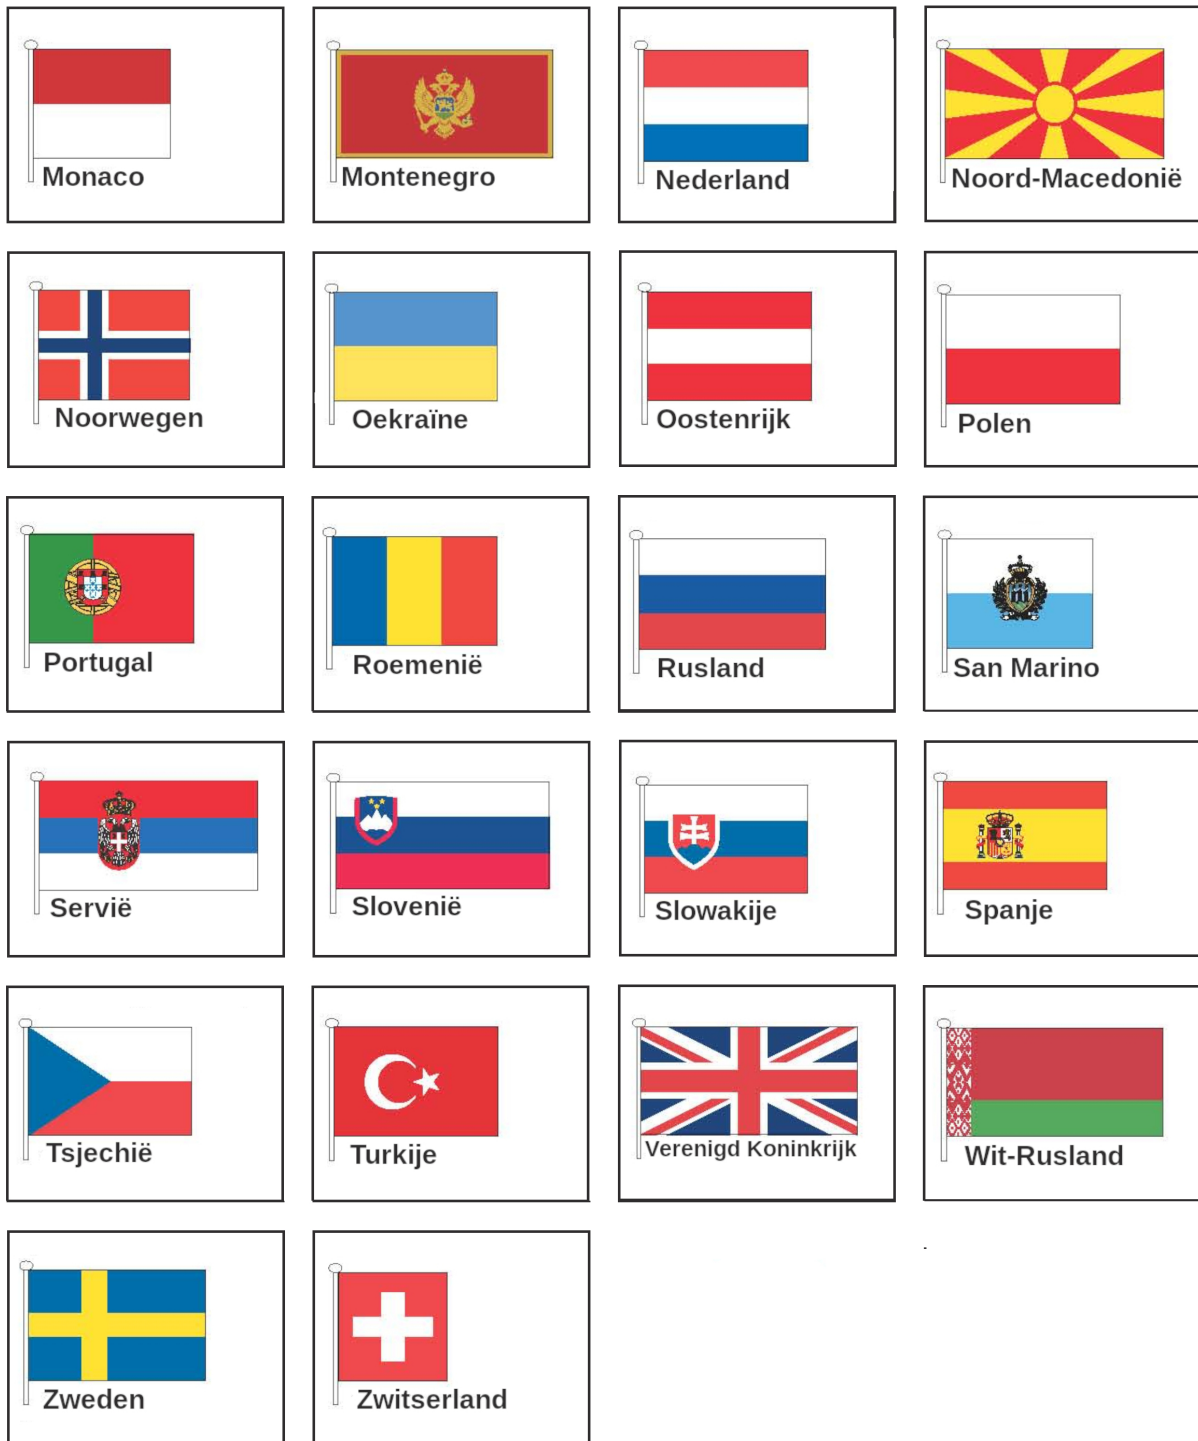 Monaco
Montenegro
Nederland
Noord-Macedonië
Noorwegen
Oekraïne
Oostenrijk
Polen
Portugal
Roemenië
Rusland
San Marino
Servië
Slovenië
Slowakije
Spanje
Tsjechië
Turkije
Verenigd Koninkrijk
Wit-Rusland
Zweden
Zwitserland